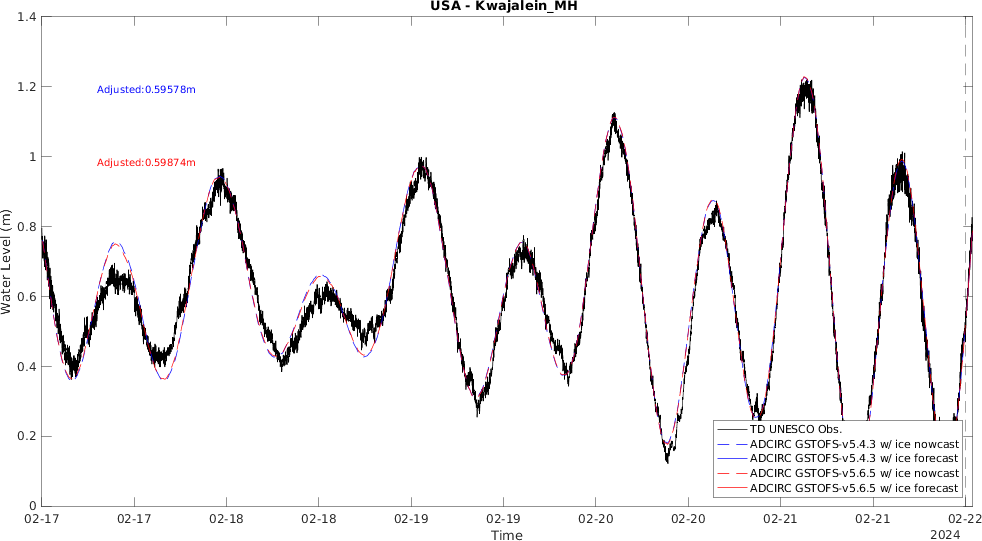 USA - Kwajalein_MH
1.4
1.2
1
0.8
0.6
0.4
0.2
0
Water Level (m)
Adjusted:0.59578m
Adjusted:0.59874m
TD UNESCO Obs.
ADCIRC GSTOFS-v5.4.3 w/ ice nowcast
ADCIRC GSTOFS-v5.4.3 w/ ice forecast
ADCIRC GSTOFS-v5.6.5 w/ ice nowcast
ADCIRC GSTOFS-v5.6.5 w/ ice forecast
02-17 02-17 02-18 02-18 02-19 02-19 02-20 02-20 02-21 02-21 02-22
Time
2024